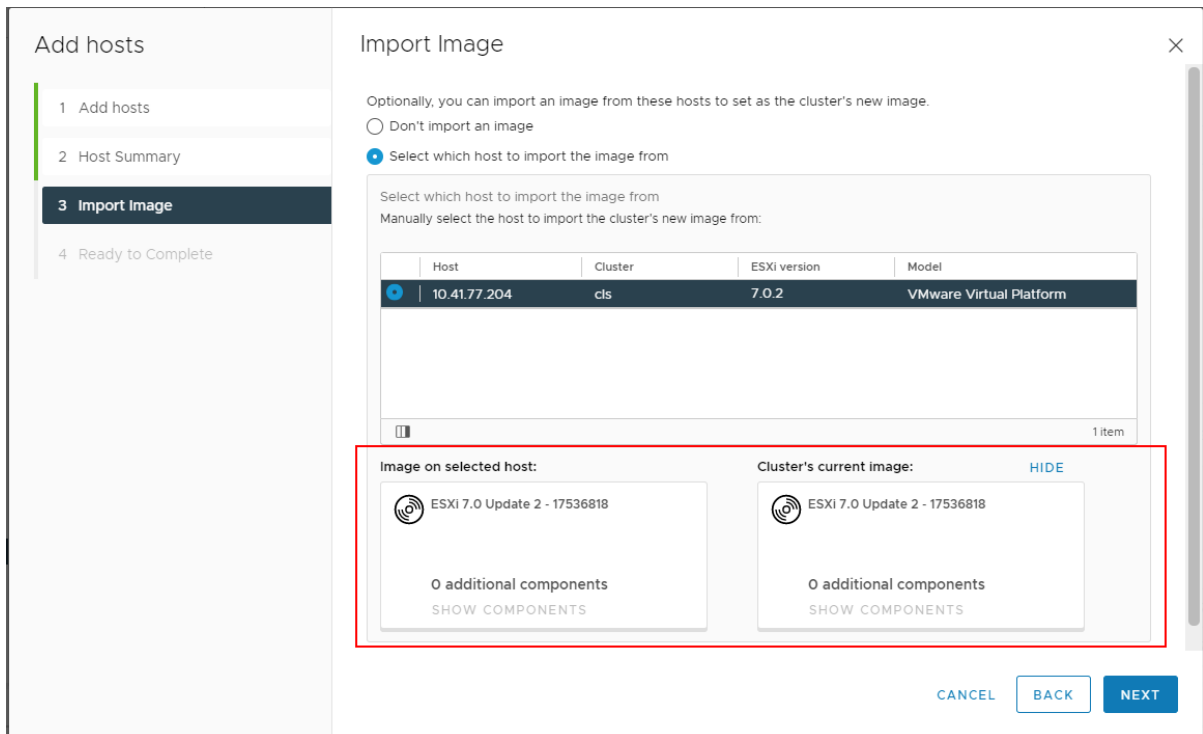 Add hosts
1 Add hosts
2 Host Summary
3 Import Image
4 Ready to Complete
Import Image
Optionally, you can import an image from these hosts to set as the cluster's new image.
Don't import an image
Select which host to import the image from
Select which host to import the image from
Manually select the host to import the cluster's new image from:
Host Cluster ESXi version Model
10.41.77.204 cls 7.0.2 VMware Virtual Platform
1 item
Image on selected host:
ESXi 7.0 Update 2 - 17536818
0 additional components
SHOW COMPONENTS
Cluster's current image: HIDE
ESXi 7.0 Update 2 - 17536818
0 additional components
SHOW COMPONENTS
CANCEL BACK NEXT